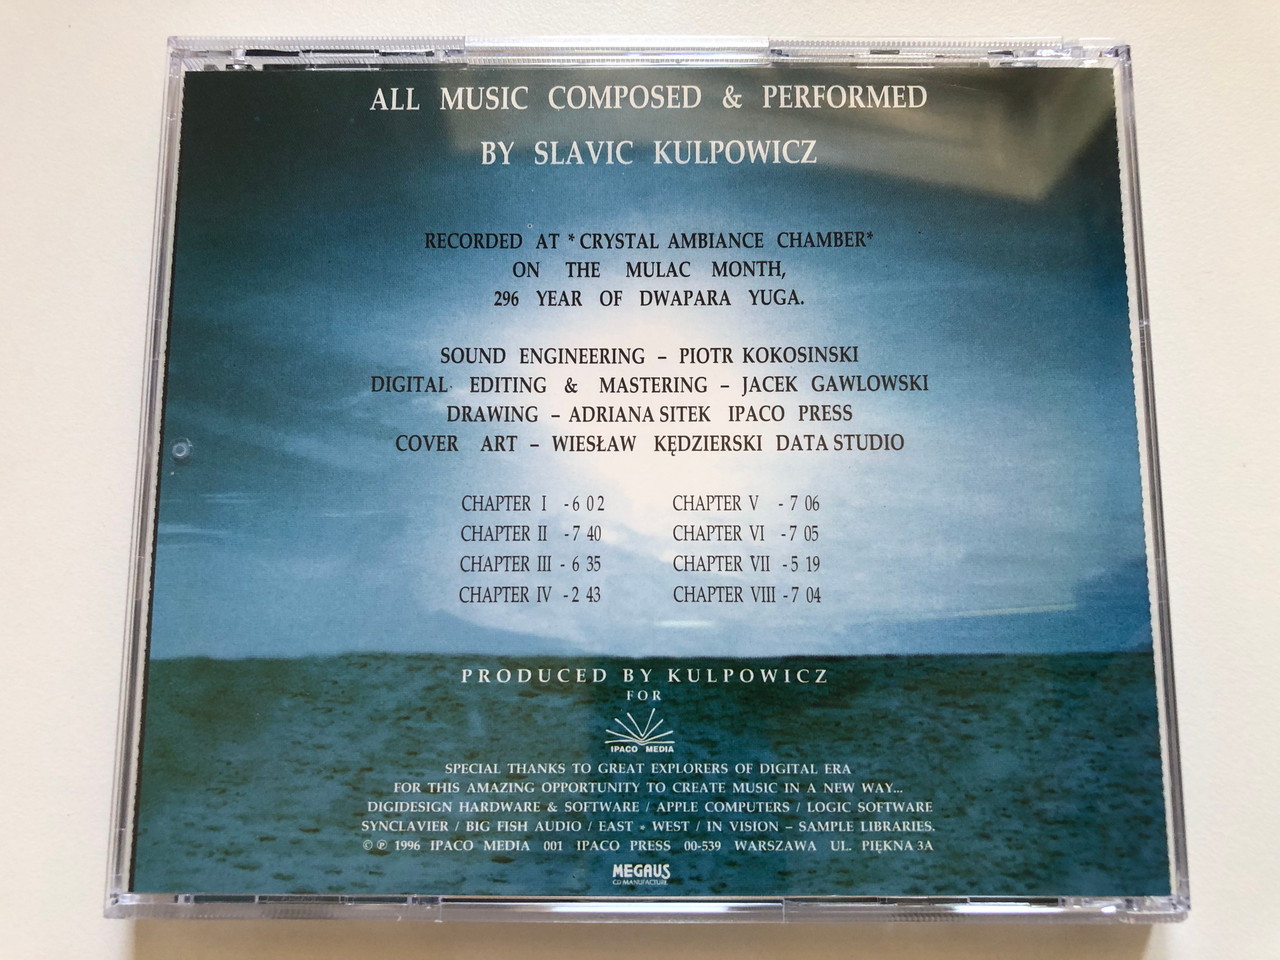 ALL MUSIC COMPOSED & PERFORMED
BY SLAVIC KULPOWICZ
RECORDED AT *CRYSTAL AMBIANCE CHAMBER*
ON THE MULAC MONTH,
296 YEAR OF DWAPARA YUGA.
SOUND ENGINEERING – PIOTR KOKOSINSKI
DIGITAL EDITING & MASTERING – JACEK GAWLOWSKI
DRAWING – ADRIANA SITEK IPACO PRESS
COVER ART – WIESŁAW KĘDZIERSKI DATA STUDIO
CHAPTER I - 6 02
CHAPTER II - 7 40
CHAPTER III - 6 35
CHAPTER IV - 2 43
CHAPTER V - 7 06
CHAPTER VI - 7 05
CHAPTER VII - 5 19
CHAPTER VIII - 7 04
PRODUCED BY KULPOWICZ
FOR
IPACO MEDIA
SPECIAL THANKS TO GREAT EXPLORERS OF DIGITAL ERA
FOR THIS AMAZING OPPORTUNITY TO CREATE MUSIC IN A NEW WAY...
DIGIDESIGN HARDWARE & SOFTWARE / APPLE COMPUTERS / LOGIC SOFTWARE
SYNCLAVIER / BIG FISH AUDIO / EAST * WEST / IN VISION – SAMPLE LIBRARIES.
© ℗ 1996 IPACO MEDIA 001 IPACO PRESS 00-539 WARSZAWA UL. PIĘKNA 3A
MEGAUS
CD MANUFACTURE